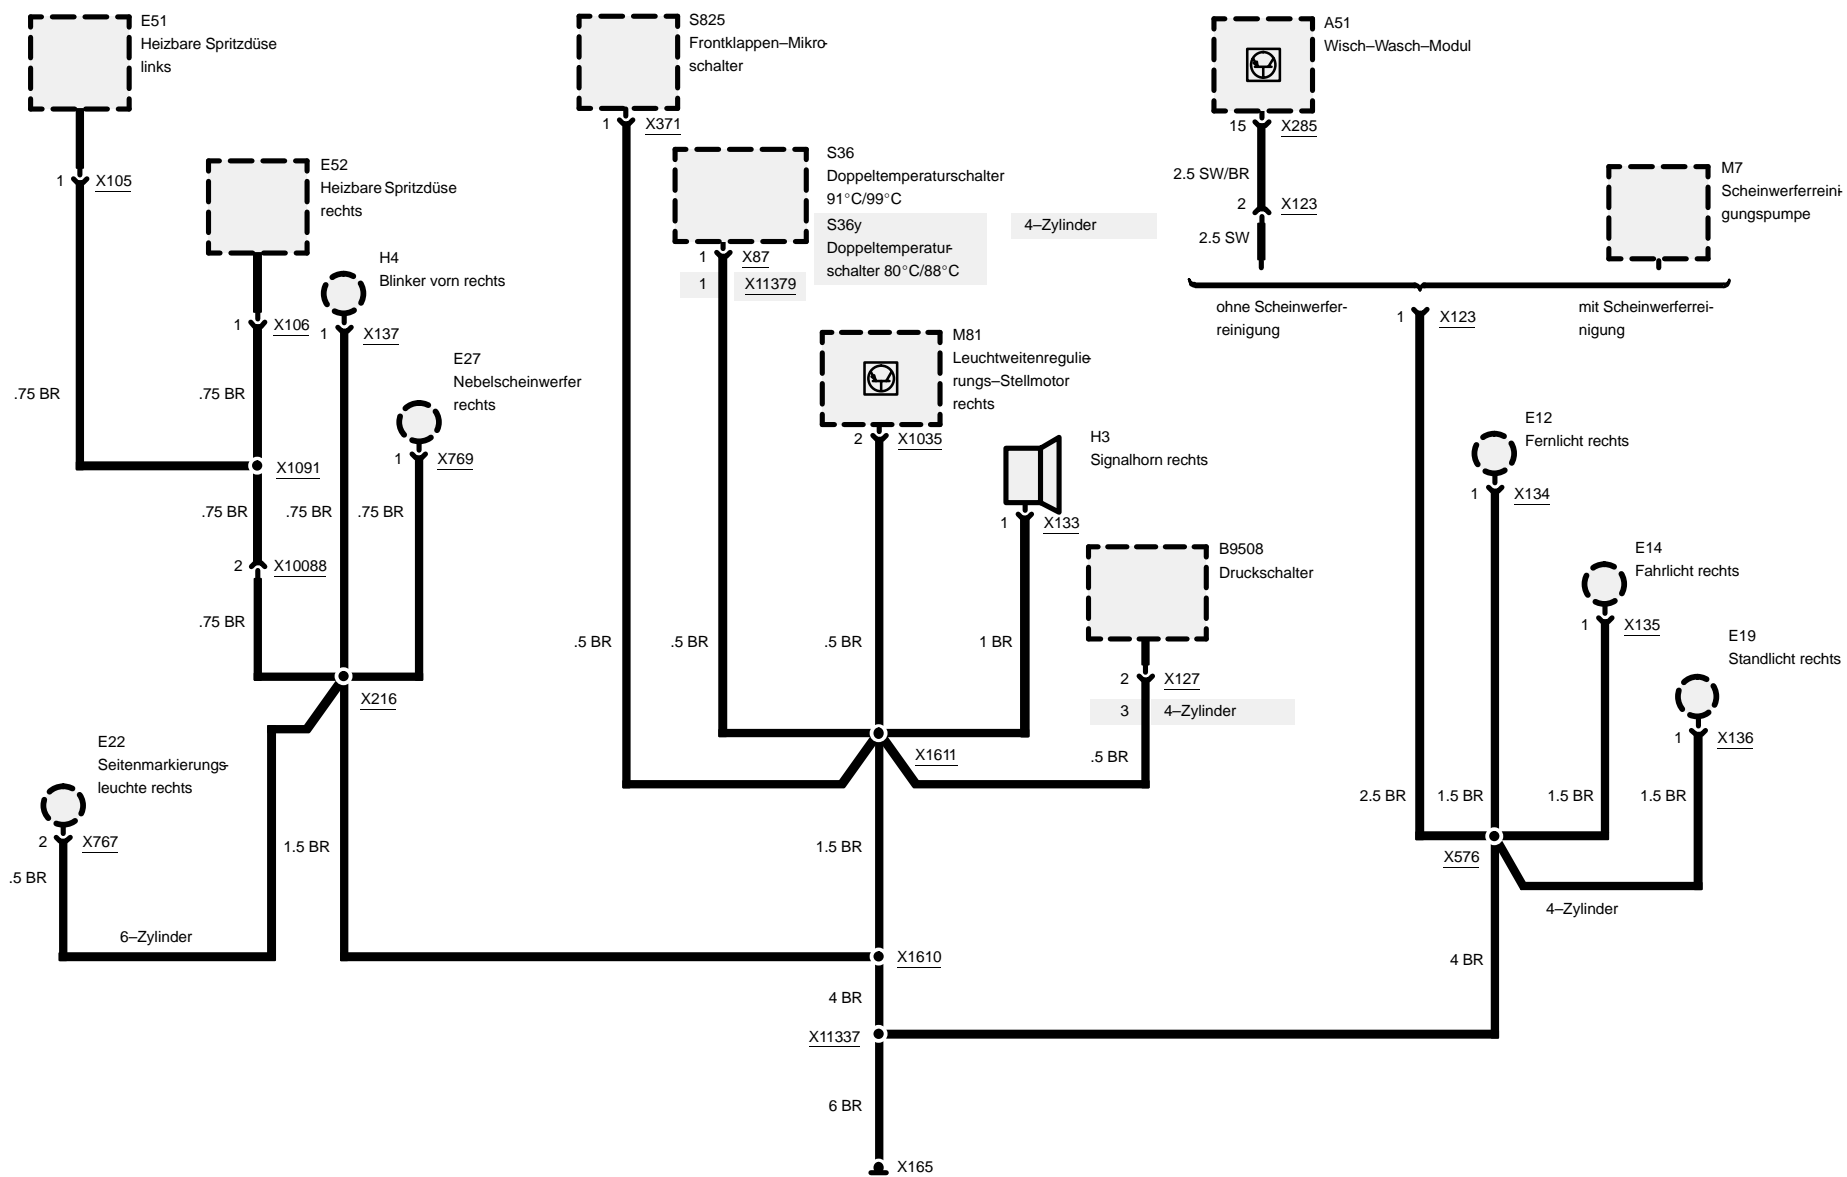 E51
Heizbare Spritzdüse
links
1 X105
.75 BR
E52
Heizbare Spritzdüse
rechts
1 X106
.75 BR
X1091
.75 BR
2 X10088
.75 BR
H4
Blinker vorn rechts
1 X137
.75 BR
E27
Nebelscheinwerfer
rechts
1 X769
.75 BR
X216
E22
Seitenmarkierungs–
leuchte rechts
2 X767
.5 BR
6–Zylinder
1.5 BR
S825
Frontklappen–Mikro-
schalter
1 X371
.5 BR
S36
Doppeltemperaturschalter
91°C/99°C
S36y
Doppeltemperatur-
schalter 80°C/88°C
4–Zylinder
1 X87
1 X11379
.5 BR
M81
Leuchtweitenregulie-
rungs–Stellmotor
rechts
2 X1035
.5 BR
H3
Signalhorn rechts
1 X133
1 BR
B9508
Druckschalter
2 X127
3 4–Zylinder
.5 BR
X1611
1.5 BR
X1610
4 BR
X11337
6 BR
X165
A51
Wisch–Wasch–Modul
15 X285
2.5 SW/BR
2 X123
2.5 SW
M7
Scheinwerferreini-
gungspumpe
ohne Scheinwerfer-
reinigung
mit Scheinwerferrei-
nigung
1 X123
2.5 BR
E12
Fernlicht rechts
1 X134
1.5 BR
E14
Fahrlicht rechts
1 X135
1.5 BR
E19
Standlicht rechts
1 X136
1.5 BR
X576
4–Zylinder
4 BR